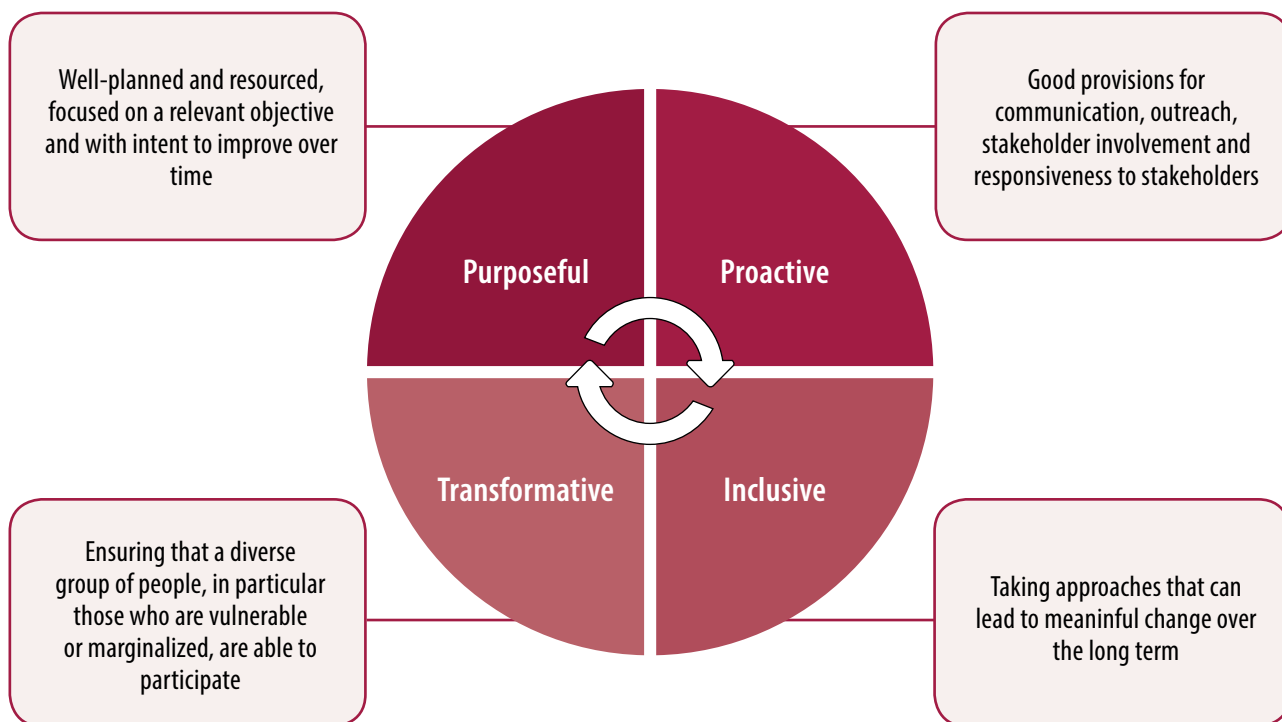 Well-planned and resourced,
focused on a relevant objective
and with intent to improve over
time
Good provisions for
communication, outreach,
stakeholder involvement and
responsiveness to stakeholders
Purposeful
Proactive
Transformative
Inclusive
Ensuring that a diverse
group of people, in particular
those who are vulnerable
or marginalized, are able to
participate
Taking approaches that can
lead to meaninful change over
the long term